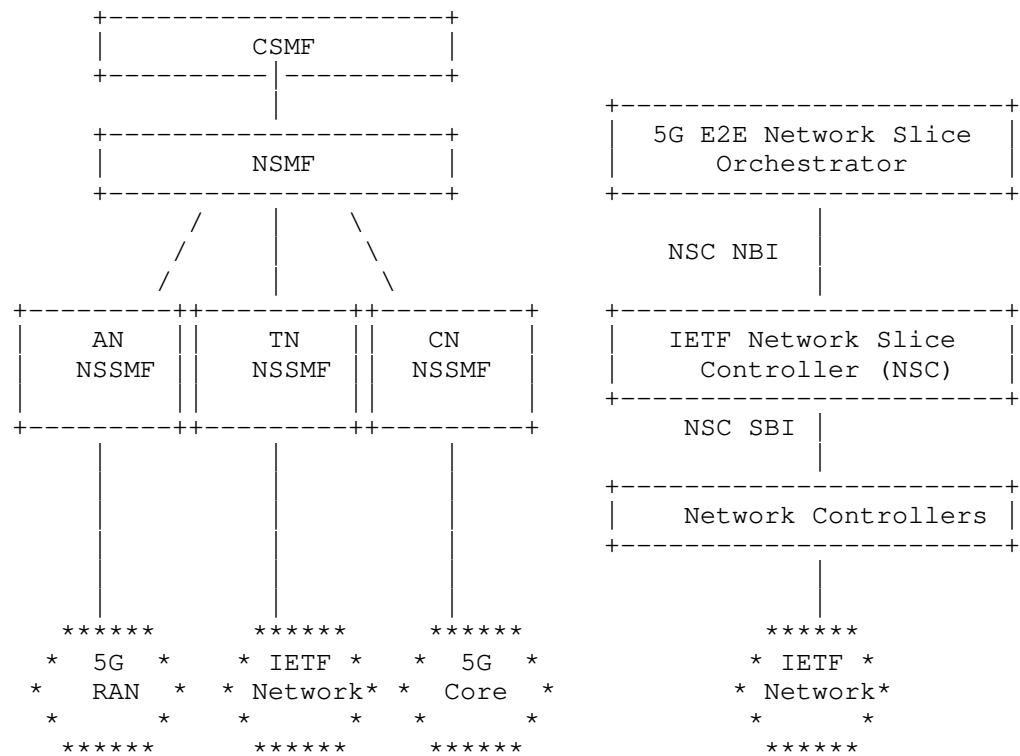 CSMF
NSMF
5G E2E Network Slice
Orchestrator
NSC NBI
AN TN CN
NSSMF NSSMF NSSMF
IETF Network Slice
Controller (NSC)
NSC SBI
Network Controllers
5G IETF 5G IETF
RAN Network Core Network